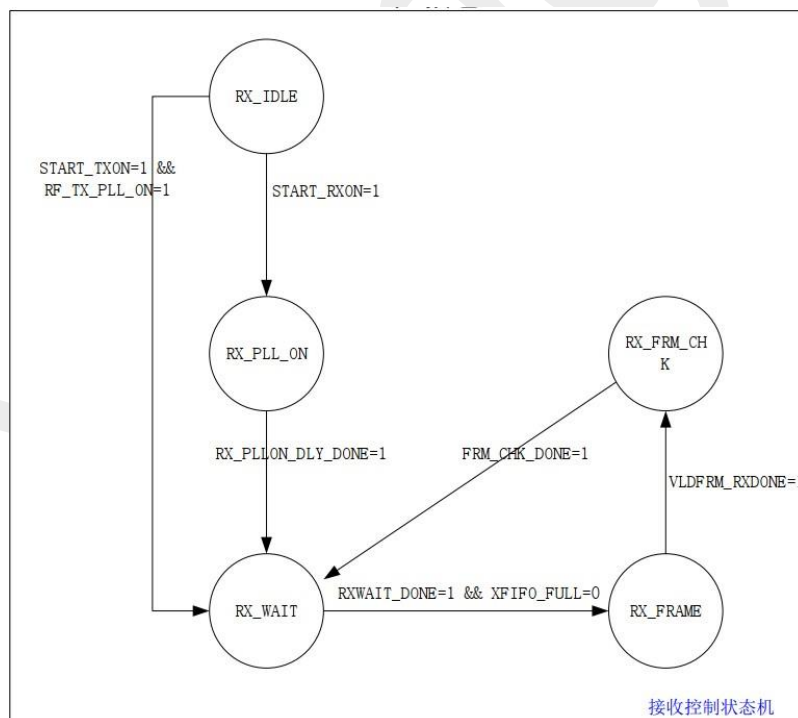 RX_IDLE
START_TXON=1 &&
RF_TX_PLL_ON=1
START_RXON=1
RX_PLL_ON
RX_FRM_CH
K
RX_PLLON_DLY_DONE=1
FRM_CHK_DONE=1
VLDFRM_RXDONE=
RX_WAIT
RXWAIT_DONE=1 && XFIFO_FULL=0
RX_FRAME
接收控制状态机